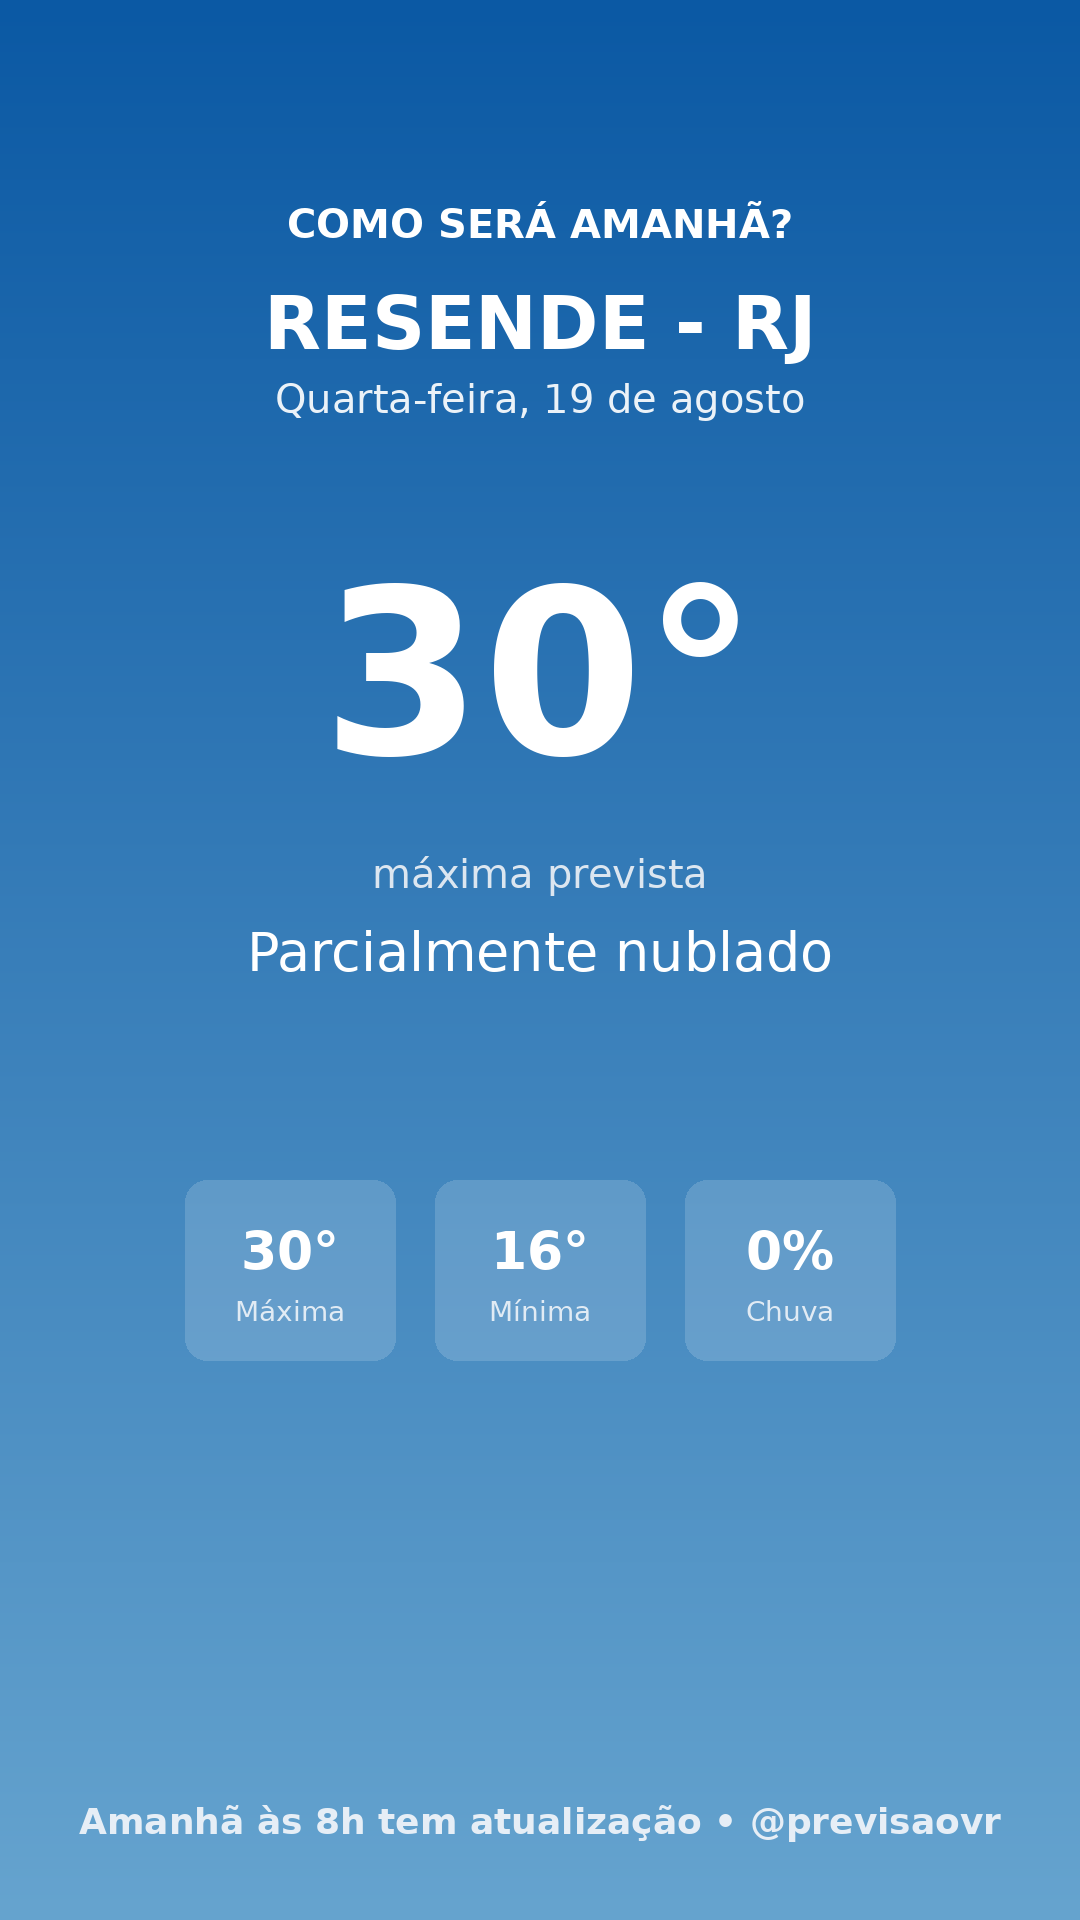 COMO SERÁ AMANHÃ?
RESENDE - RJ
Quarta-feira, 19 de agosto
30°
máxima prevista
Parcialmente nublado
30° 16° 0%
Máxima Mínima Chuva
Amanhã às 8h tem atualização • @previsaovr